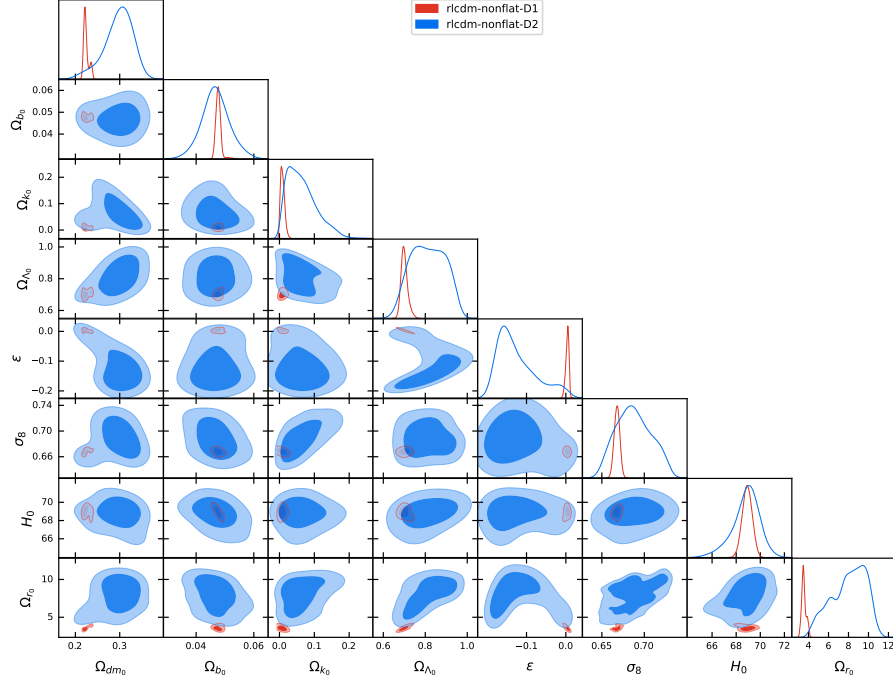 rlcdm-nonflat-D1
rlcdm-nonflat-D2
Ω_{b_0} 0.06 0.04
Ω_{k_0} 0.2 0.1 0.0
Ω_{Λ_0} 1.0 0.8 0.6
ε 0.0 −0.1 −0.2
σ_8 0.74 0.70 0.66
H_0 70 68 66
Ω_{r_0} 10 5
0.2 0.3 0.04 0.06 0.0 0.1 0.2 0.6 0.8 1.0 −0.1 0.0 0.65 0.70 66 68 70 72 4 6 8 10 12
Ω_{dm_0} Ω_{b_0} Ω_{k_0} Ω_{Λ_0} ε σ_8 H_0 Ω_{r_0}